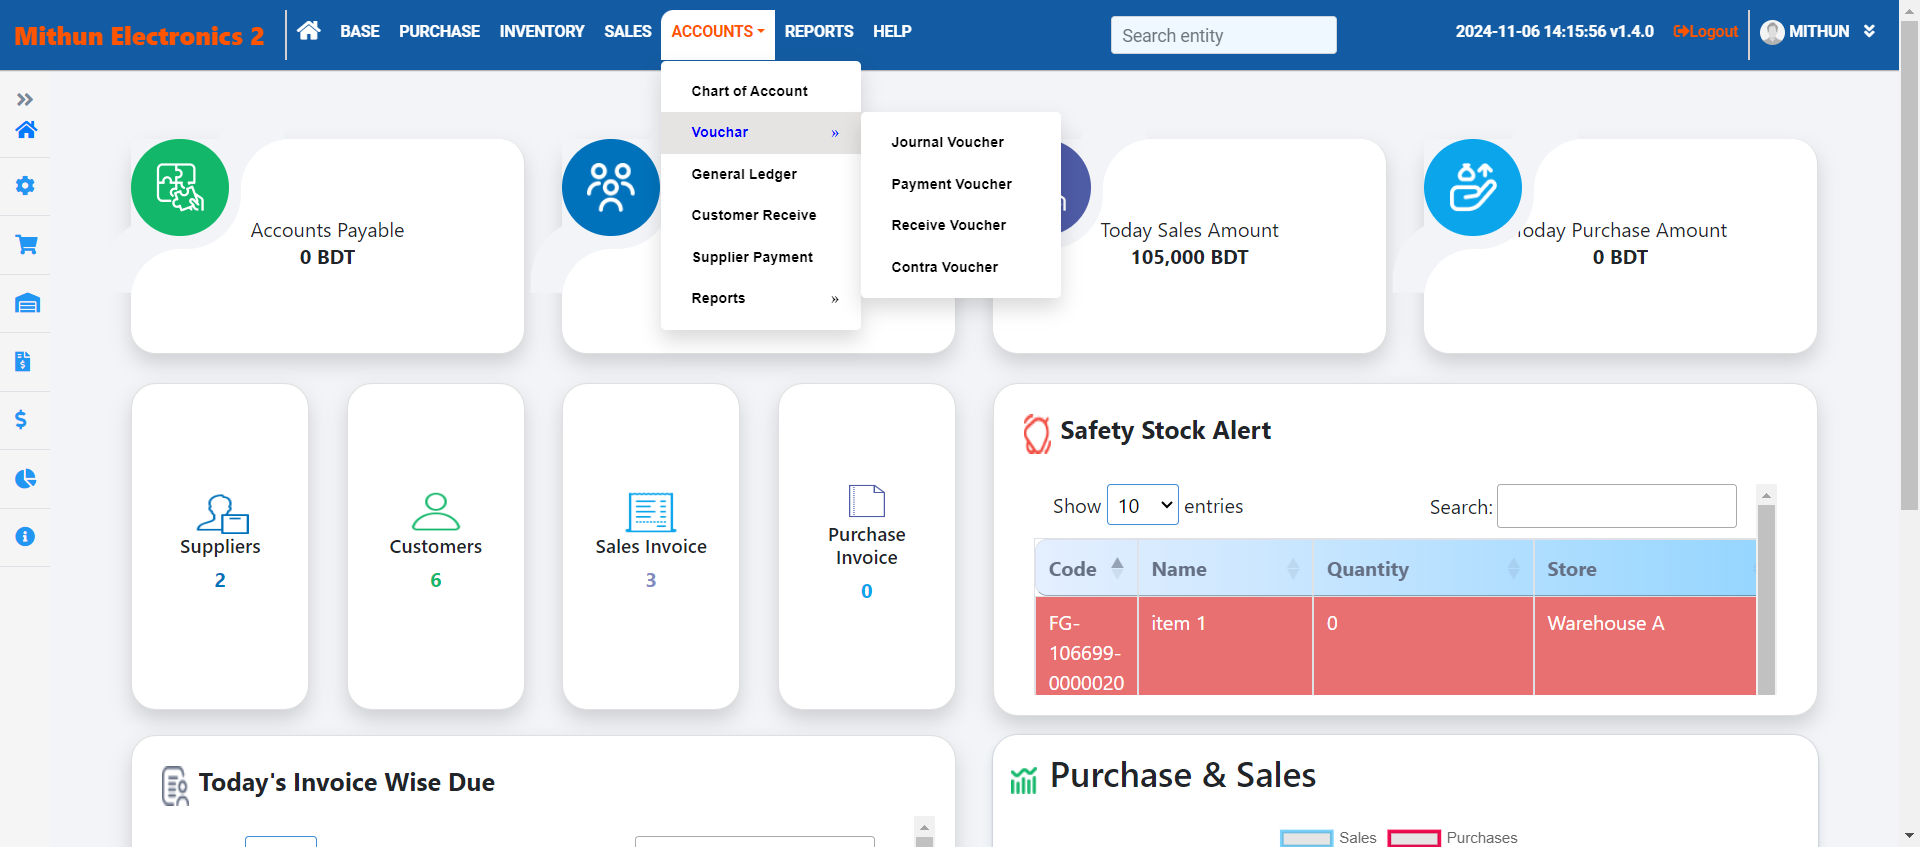 Mithun Electronics 2
BASE PURCHASE INVENTORY SALES ACCOUNTS REPORTS HELP
Search entity
2024-11-06 14:15:56 v1.4.0
Logout
MITHUN
Chart of Account
Vouchar »
General Ledger
Customer Receive
Supplier Payment
Reports »
Journal Voucher
Payment Voucher
Receive Voucher
Contra Voucher
Accounts Payable
0 BDT
Today Sales Amount
105,000 BDT
Today Purchase Amount
0 BDT
Suppliers
2
Customers
6
Sales Invoice
3
Purchase
Invoice
0
Safety Stock Alert
Show 10 entries
Search:
Code Name Quantity Store
FG- item 1 0 Warehouse A
106699-
0000020
Today's Invoice Wise Due
Purchase & Sales
Sales Purchases